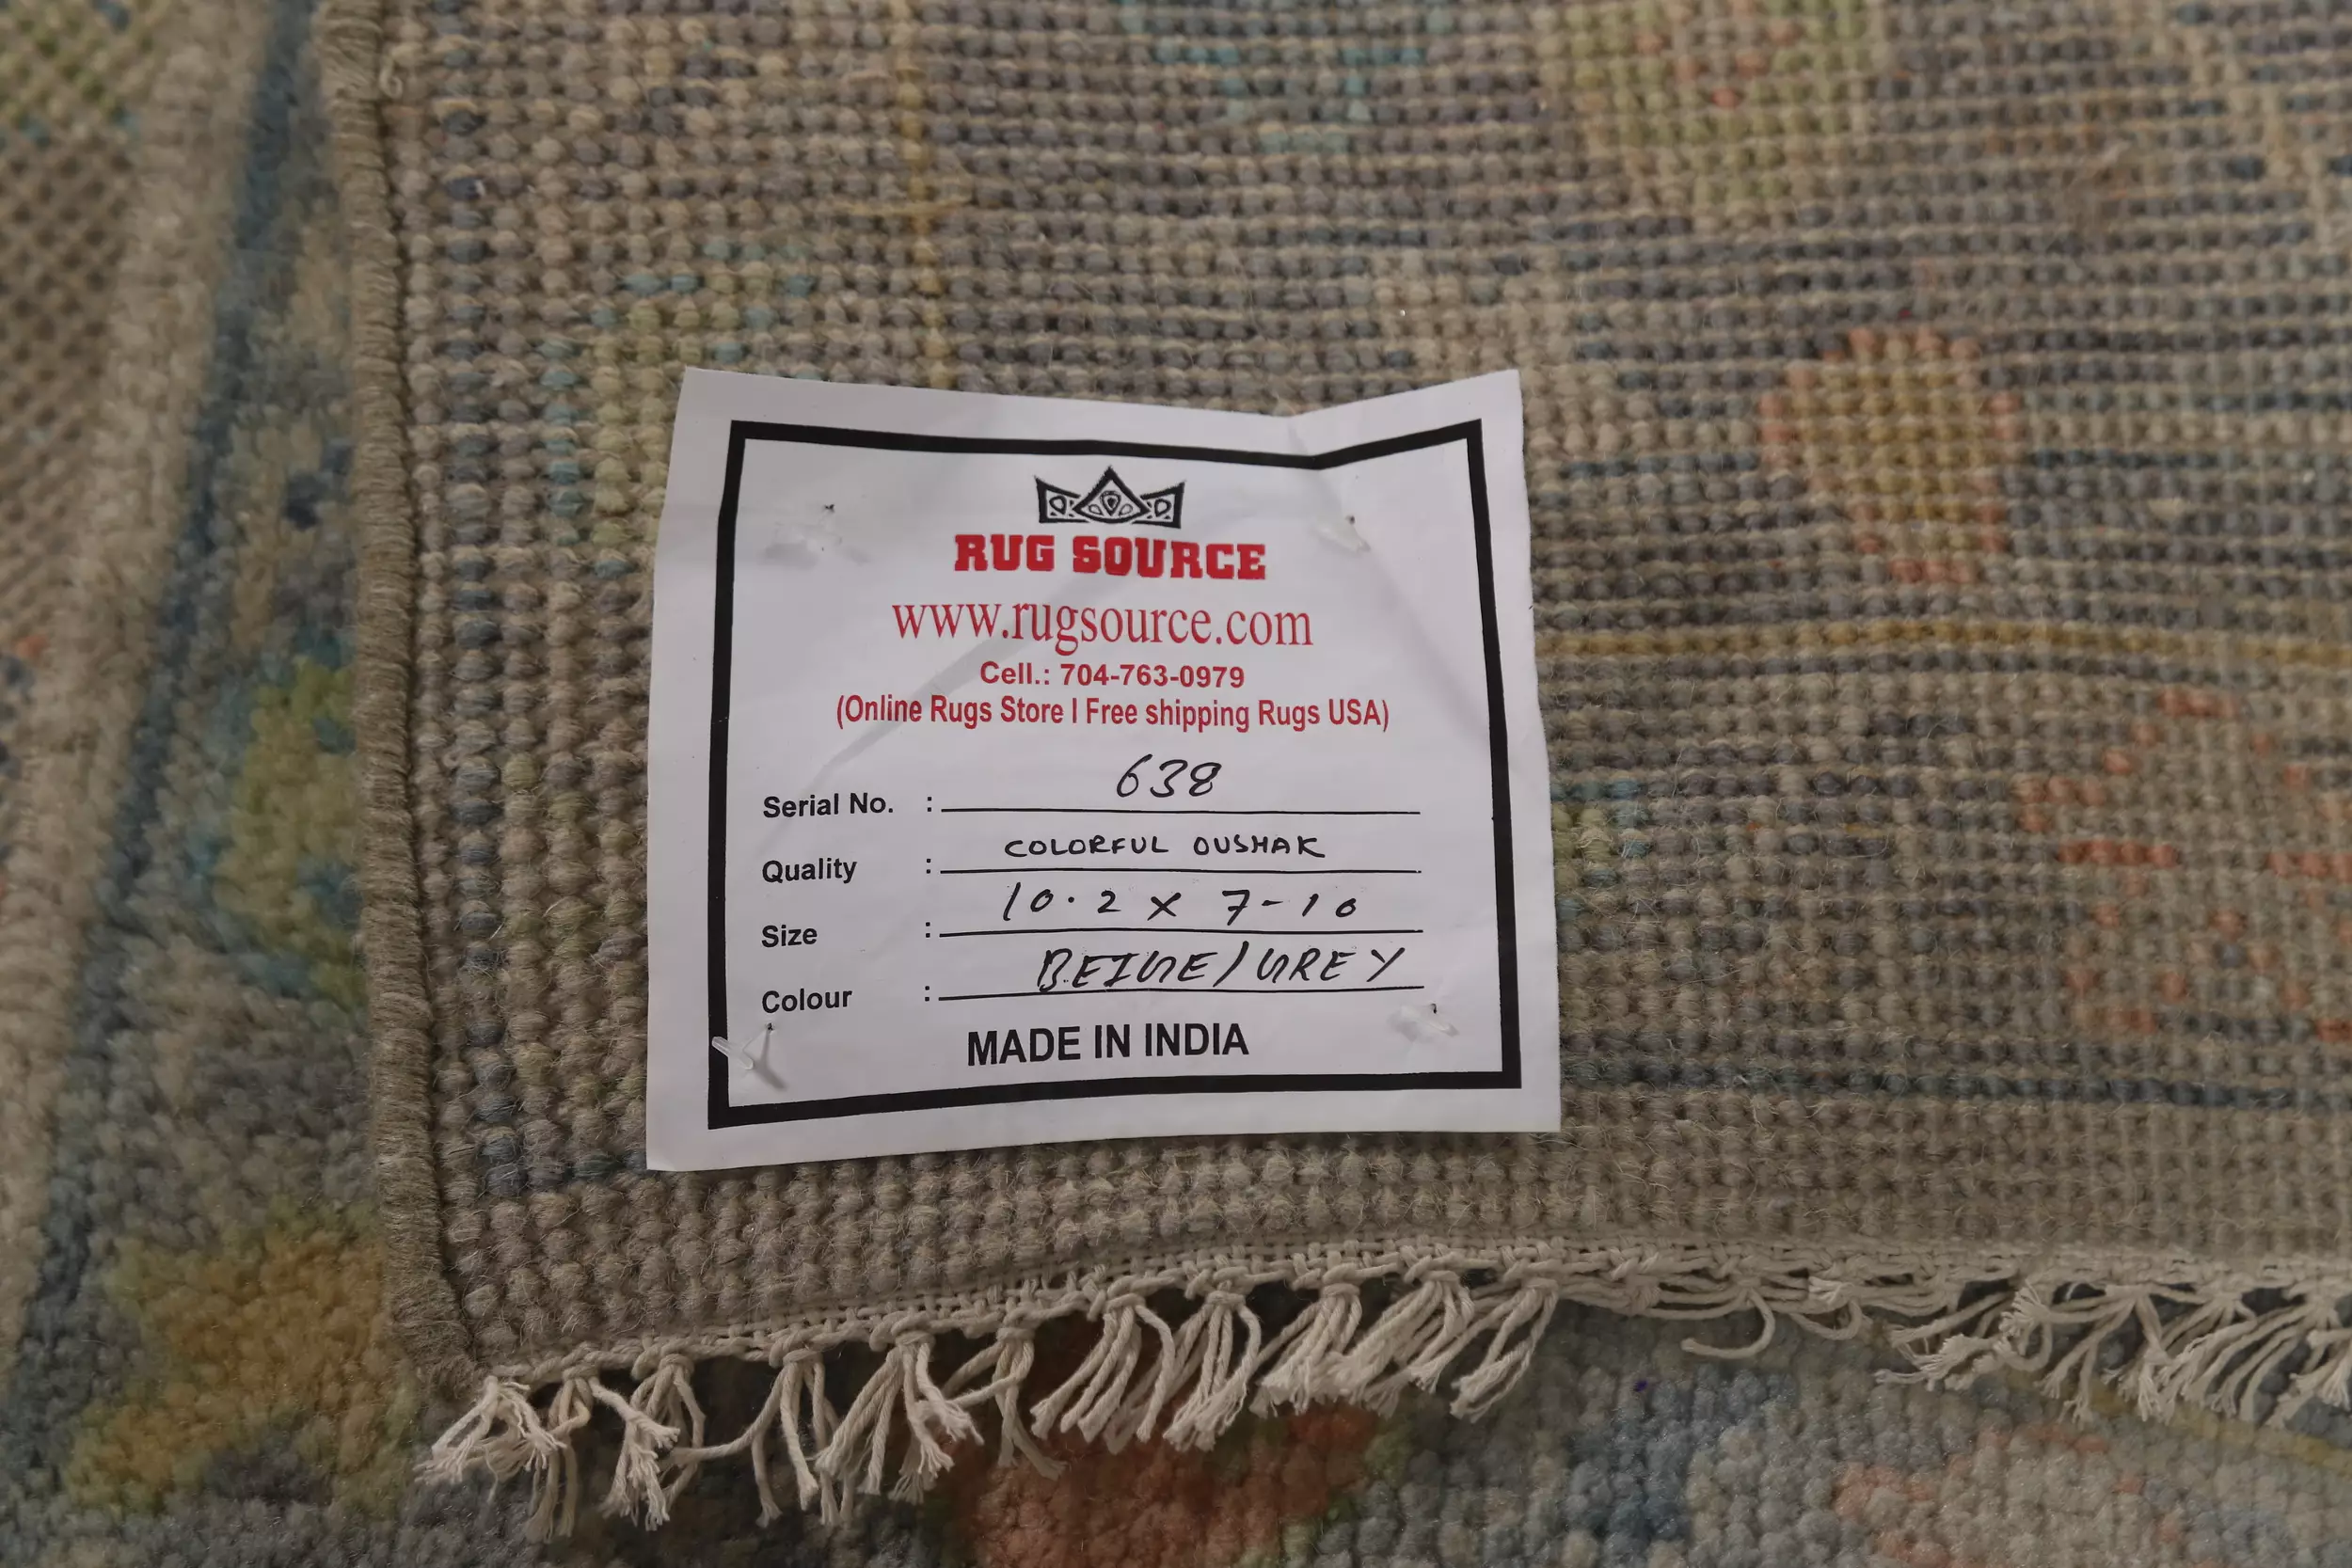 RUG SOURCE
www.rugsource.com
Cell.: 704-763-0979
(Online Rugs Store I Free shipping Rugs USA)
Serial No. : 638
Quality : COLORFUL OUSHAK
Size : 10.2 x 7-10
Colour : BEIGE/GREY
MADE IN INDIA